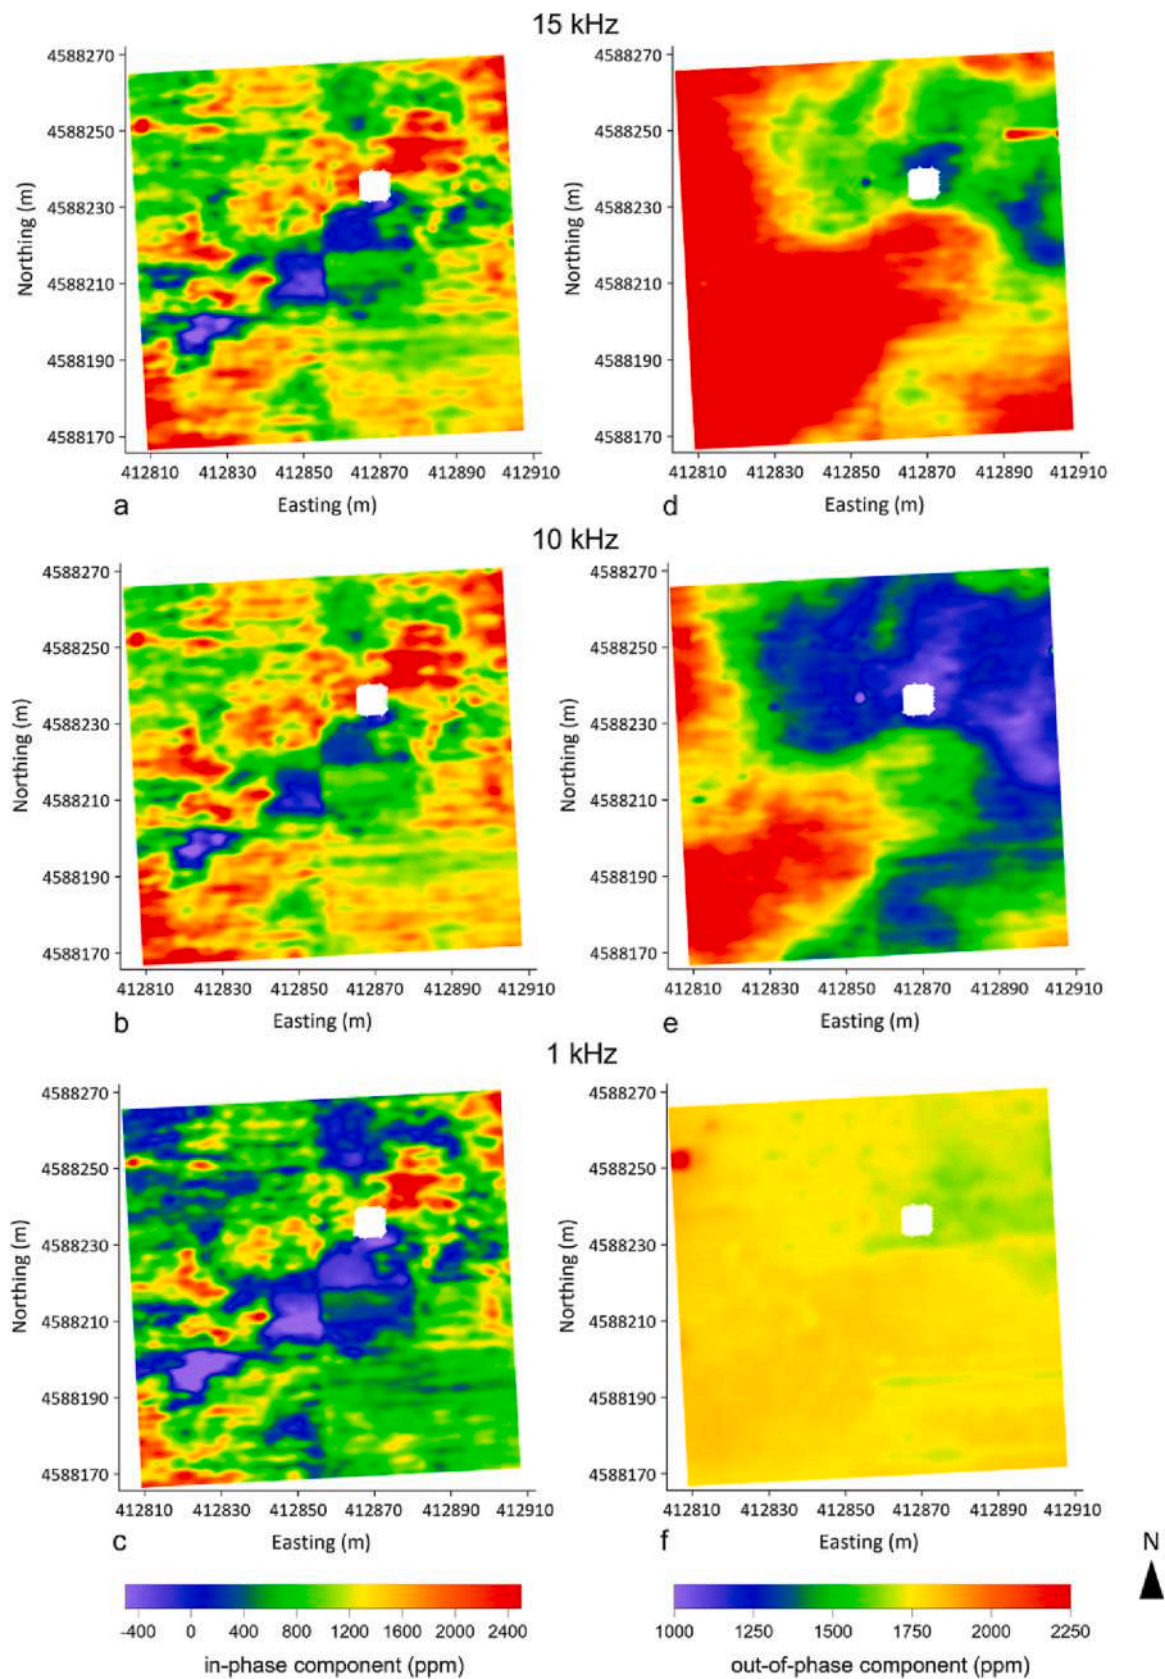 15 kHz
4588270
4588250
4588230
4588210
4588190
4588170
Northing (m)
412810 412830 412850 412870 412890 412910
Easting (m)
a
4588270
4588250
4588230
4588210
4588190
4588170
Northing (m)
412810 412830 412850 412870 412890 412910
Easting (m)
d
10 kHz
4588270
4588250
4588230
4588210
4588190
4588170
Northing (m)
412810 412830 412850 412870 412890 412910
Easting (m)
b
4588270
4588250
4588230
4588210
4588190
4588170
Northing (m)
412810 412830 412850 412870 412890 412910
Easting (m)
e
1 kHz
4588270
4588250
4588230
4588210
4588190
4588170
Northing (m)
412810 412830 412850 412870 412890 412910
Easting (m)
c
4588270
4588250
4588230
4588210
4588190
4588170
Northing (m)
412810 412830 412850 412870 412890 412910
Easting (m)
f
N
-400 0 400 800 1200 1600 2000 2400
in-phase component (ppm)
1000 1250 1500 1750 2000 2250
out-of-phase component (ppm)